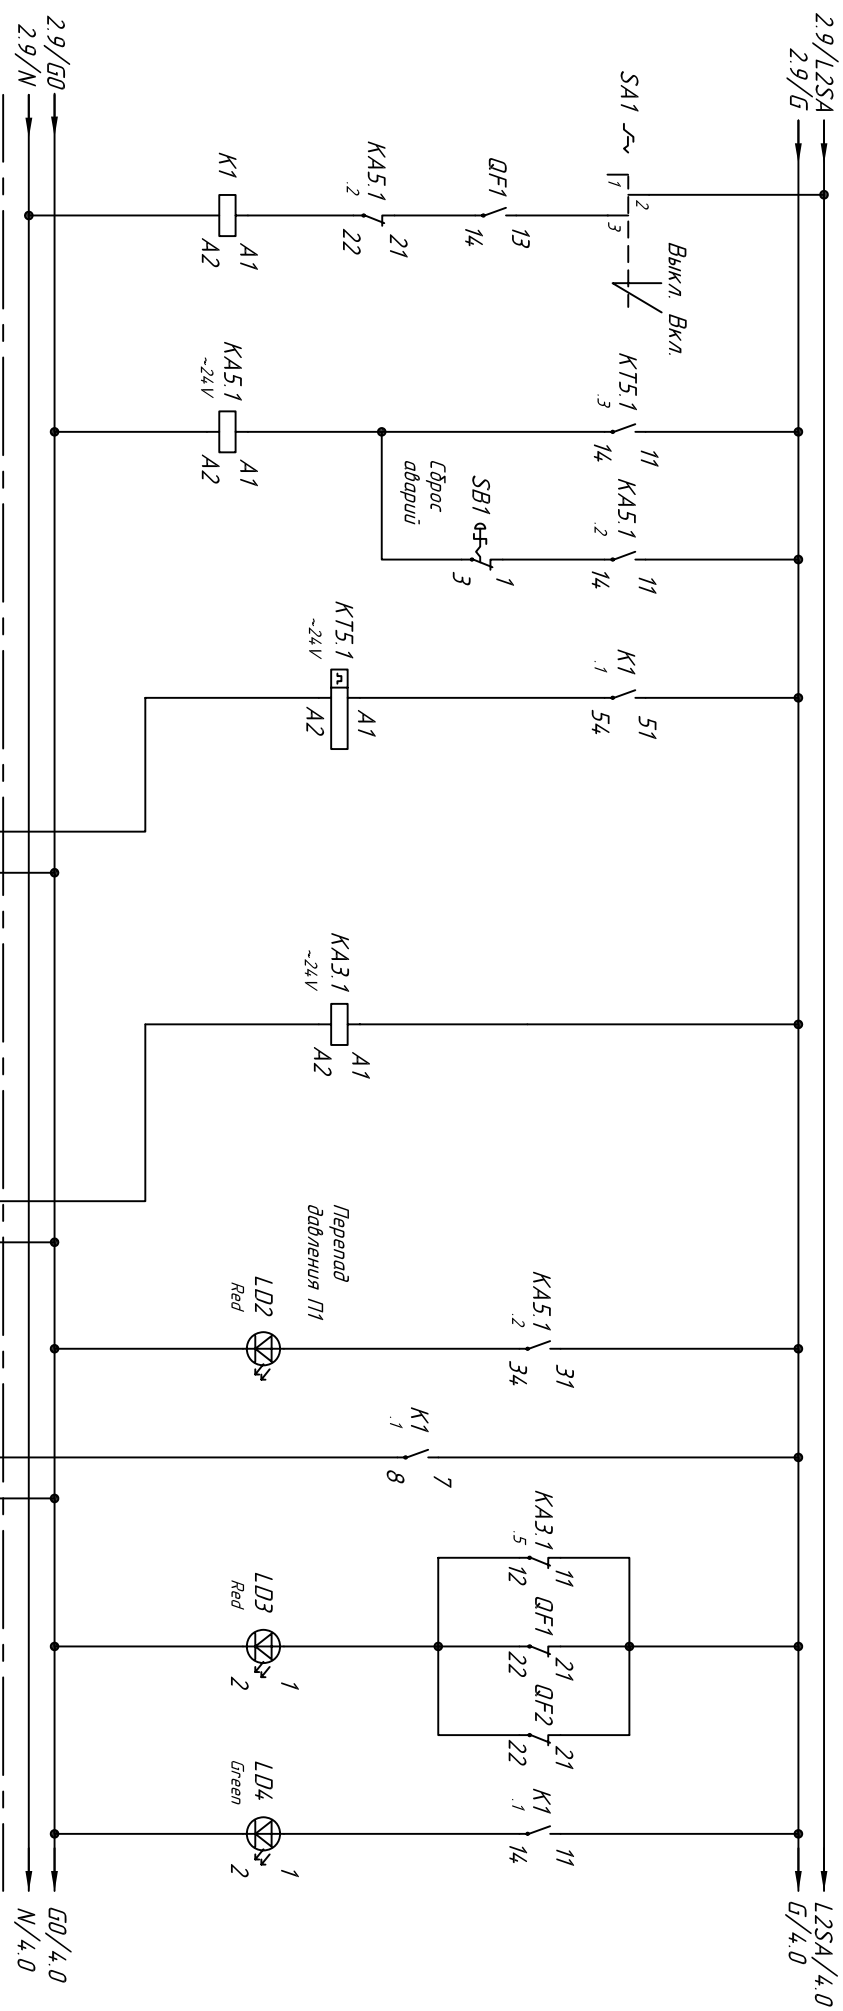 2.9/L2SA
2.9/G
2.9/G0
2.9/N
SA1
1
2
3
Выкл.
Вкл.
QF1
13
14
KA5.1
.2
21
22
K1
A1
A2
KT5.1
.3
11
14
KA5.1
.2
11
14
SB1
1
3
Сброс
аварий
KA5.1
~24V
A1
A2
K1
.1
51
54
KT5.1
~24V
A1
A2
KA3.1
~24V
A1
A2
Перепад
давления П1
KA5.1
.2
31
34
LD2
Red
K1
.1
7
8
KA3.1
.5
11
12
QF1
21
22
QF2
21
22
LD3
Red
1
2
K1
.1
11
14
LD4
Green
1
2
L2SA/4.0
G/4.0
G0/4.0
N/4.0